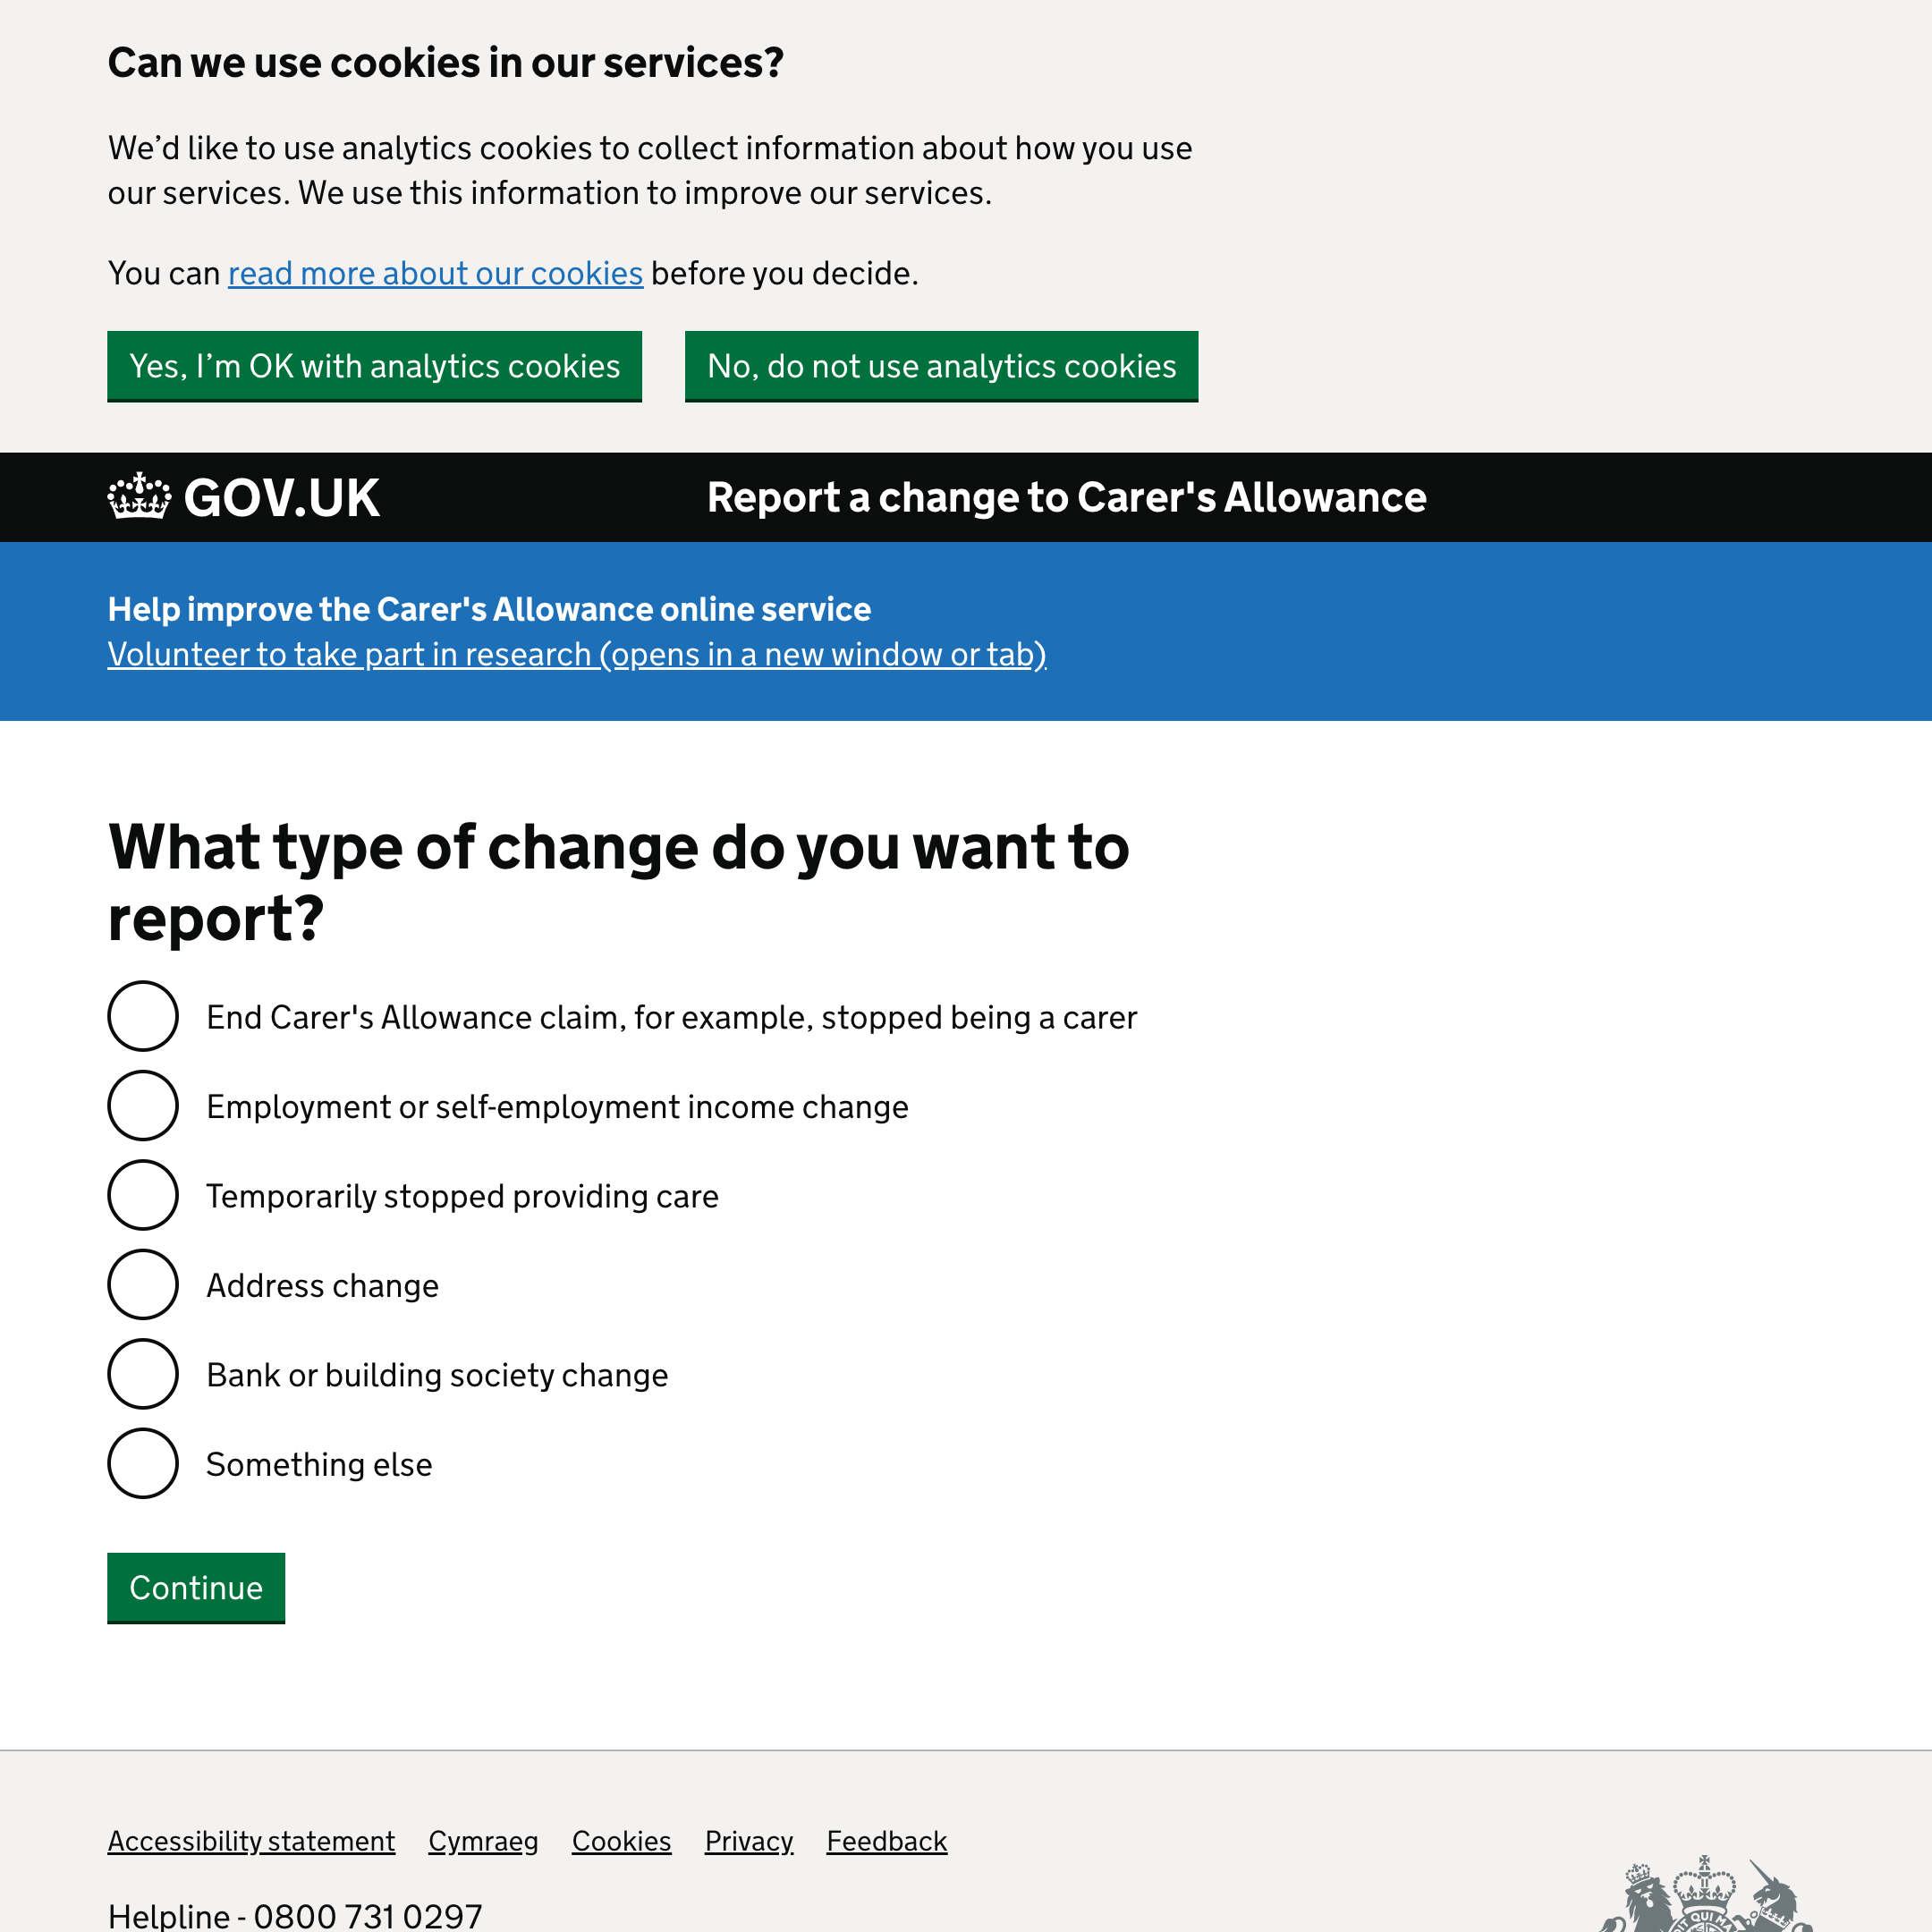 Can we use cookies in our services?
We’d like to use analytics cookies to collect information about how you use
our services. We use this information to improve our services.
You can read more about our cookies before you decide.
Yes, I’m OK with analytics cookies
No, do not use analytics cookies
GOV.UK
Report a change to Carer's Allowance
Help improve the Carer's Allowance online service
Volunteer to take part in research (opens in a new window or tab)
What type of change do you want to
report?
End Carer's Allowance claim, for example, stopped being a carer
Employment or self-employment income change
Temporarily stopped providing care
Address change
Bank or building society change
Something else
Continue
Accessibility statement
Cymraeg
Cookies
Privacy
Feedback
Helpline - 0800 731 0297